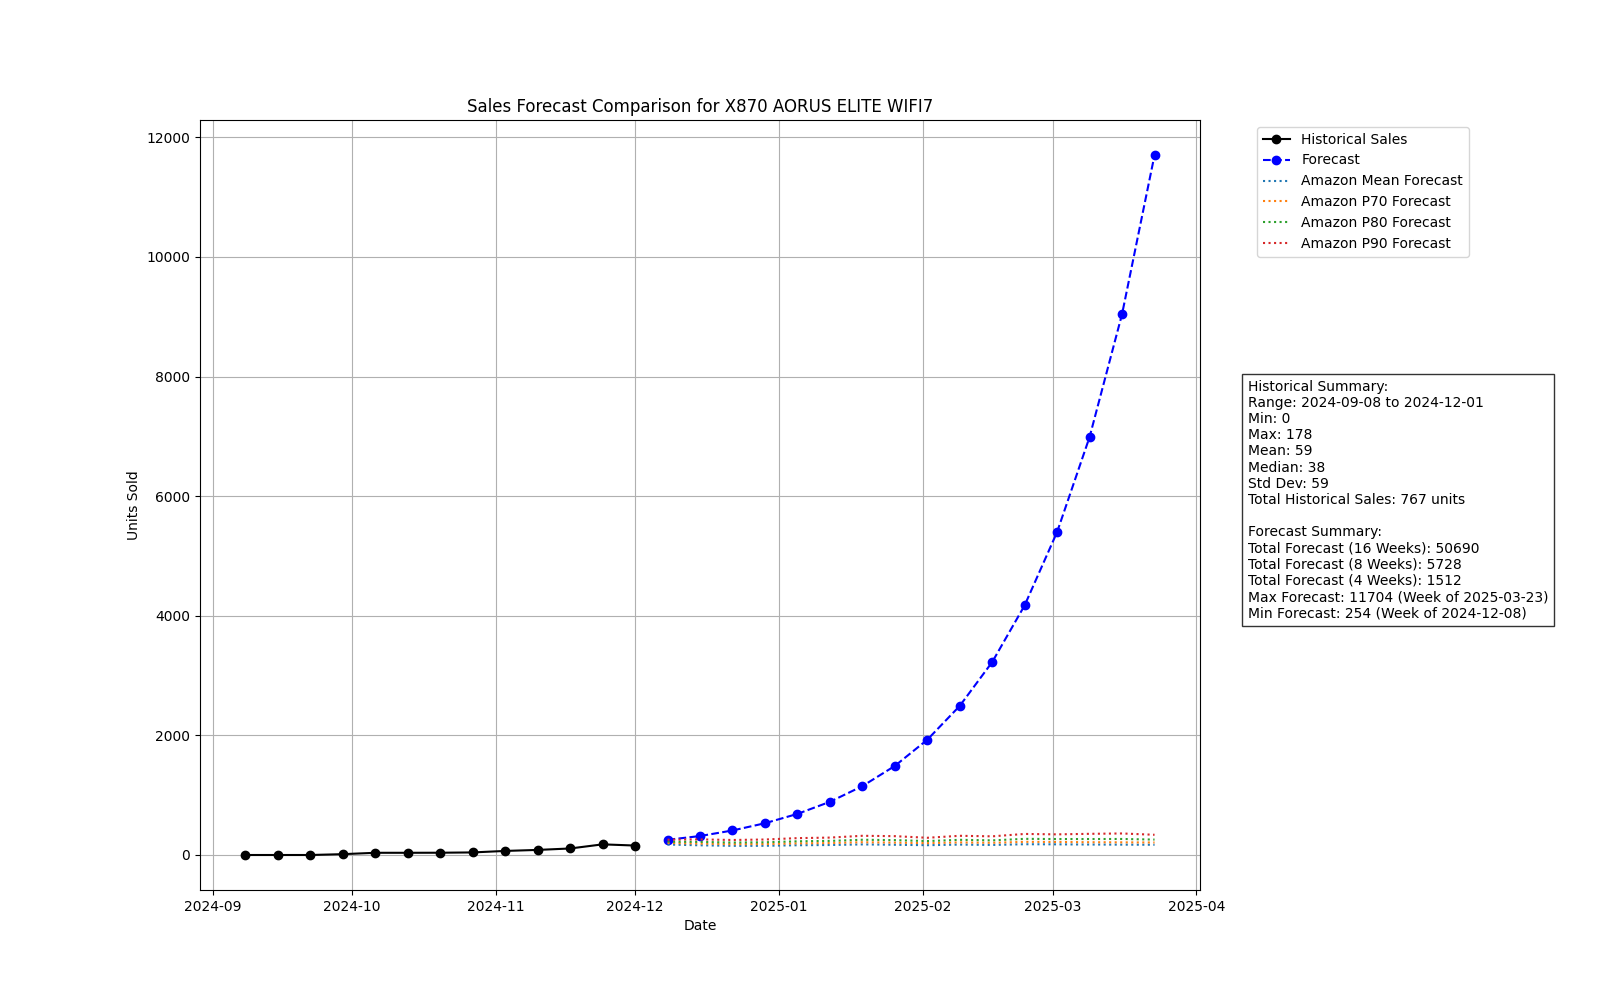 Sales Forecast Comparison for X870 AORUS ELITE WIFI7
Units Sold
12000
10000
8000
6000
4000
2000
0
2024-09
2024-10
2024-11
2024-12
2025-01
2025-02
2025-03
2025-04
Date
Historical Sales
Forecast
Amazon Mean Forecast
Amazon P70 Forecast
Amazon P80 Forecast
Amazon P90 Forecast
Historical Summary:
Range: 2024-09-08 to 2024-12-01
Min: 0
Max: 178
Mean: 59
Median: 38
Std Dev: 59
Total Historical Sales: 767 units
Forecast Summary:
Total Forecast (16 Weeks): 50690
Total Forecast (8 Weeks): 5728
Total Forecast (4 Weeks): 1512
Max Forecast: 11704 (Week of 2025-03-23)
Min Forecast: 254 (Week of 2024-12-08)